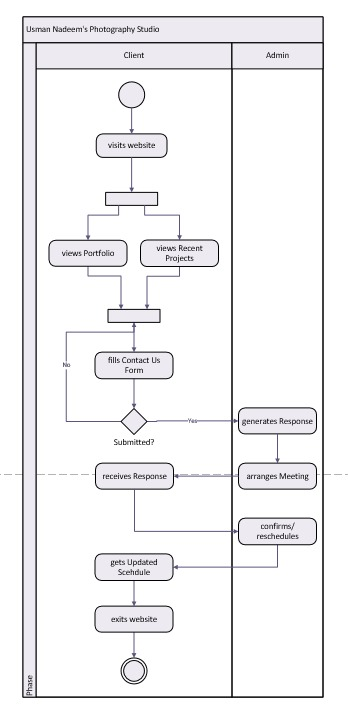 Usman Nadeem's Photography Studio
Client
Admin
visits website
views Portfolio
views Recent
Projects
fills Contact Us
Form
No
Yes
Submitted?
generates Response
receives Response
arranges Meeting
confirms/
reschedules
gets Updated
Scehdule
exits website
Phase